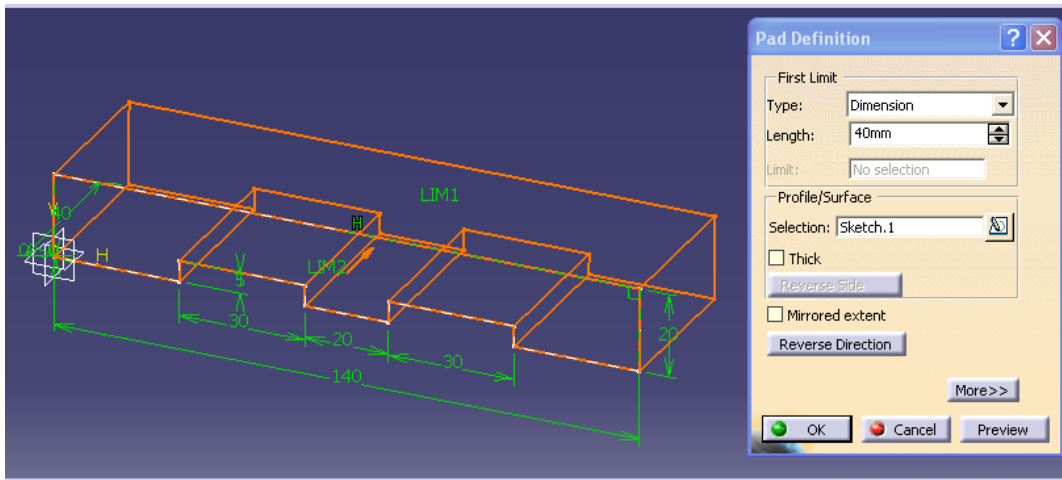 Pad Definition
First Limit
Type: Dimension
Length: 40mm
Limit: No selection
Profile/Surface
Selection: Sketch.1
Thick
Reverse Side
Mirrored extent
Reverse Direction
More>>
OK Cancel Preview
LIM1
H
40
V
H
LIM2
5
30
20
30
20
140